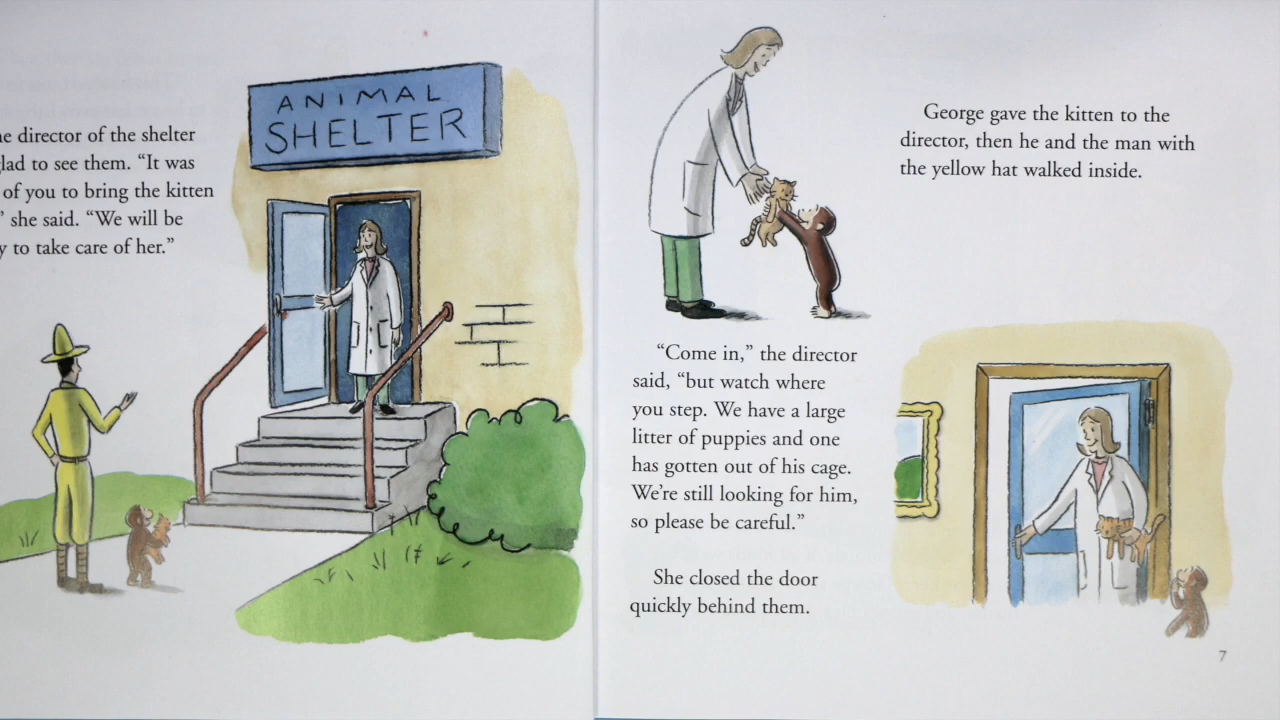 ANIMAL
SHELTER
director of the shelter
to see them. “It was
of you to bring the kitten
” she said. “We will be
to take care of her.”
George gave the kitten to the
director, then he and the man with
the yellow hat walked inside.
“Come in,” the director
said, “but watch where
you step. We have a large
litter of puppies and one
has gotten out of his cage.
We’re still looking for him,
so please be careful.”
She closed the door
quickly behind them.
7